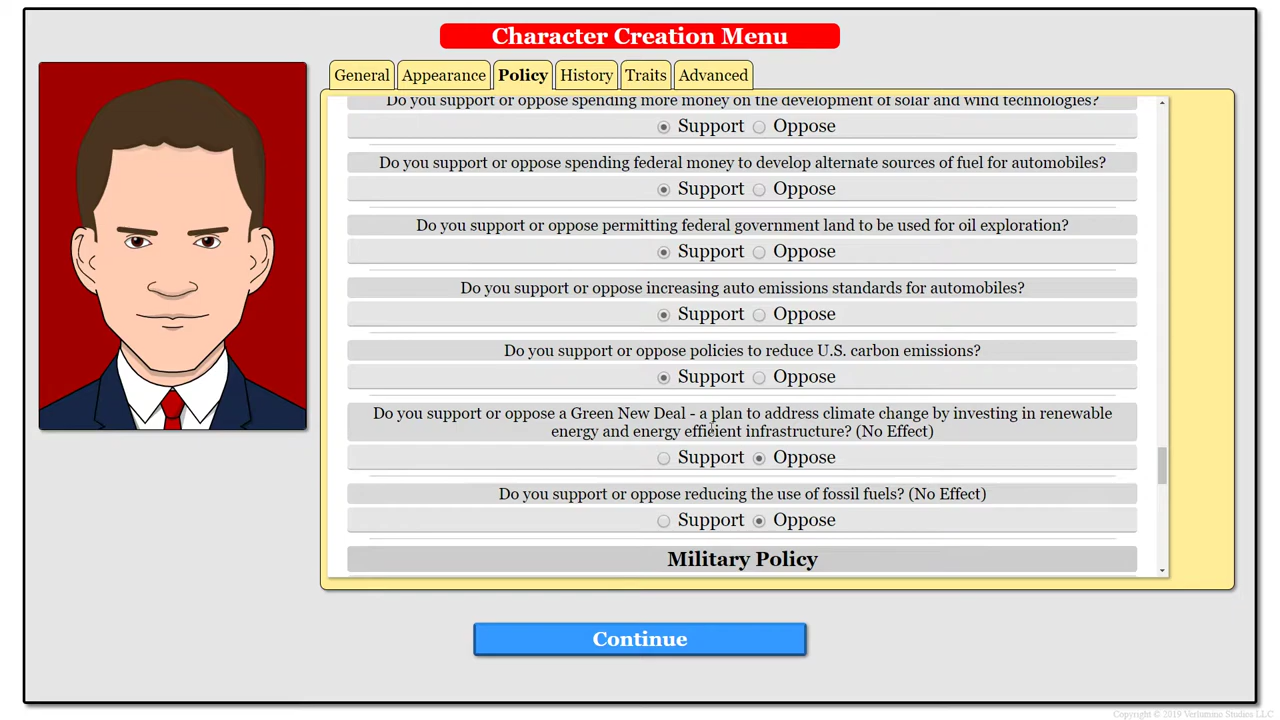 Character Creation Menu
General Appearance Policy History Traits Advanced
Do you support or oppose spending more money on the development of solar and wind technologies?
Support Oppose
Do you support or oppose spending federal money to develop alternate sources of fuel for automobiles?
Support Oppose
Do you support or oppose permitting federal government land to be used for oil exploration?
Support Oppose
Do you support or oppose increasing auto emissions standards for automobiles?
Support Oppose
Do you support or oppose policies to reduce U.S. carbon emissions?
Support Oppose
Do you support or oppose a Green New Deal - a plan to address climate change by investing in renewable
energy and energy efficient infrastructure? (No Effect)
Support Oppose
Do you support or oppose reducing the use of fossil fuels? (No Effect)
Support Oppose
Military Policy
Continue
Copyright © 2019 Verlumino Studios LLC